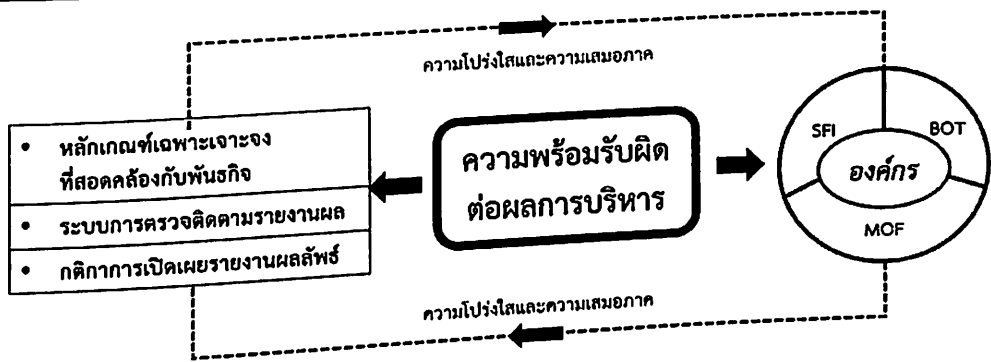 ความโปร่งใสและความเสมอภาค
• หลักเกณฑ์เฉพาะเจาะจง
ที่สอดคล้องกับพันธกิจ
• ระบบการตรวจติดตามรายงานผล
• กติกาการเปิดเผยรายงานผลลัพธ์
ความพร้อมรับผิด
ต่อผลการบริหาร
SFI
BOT
องค์กร
MOF
ความโปร่งใสและความเสมอภาค